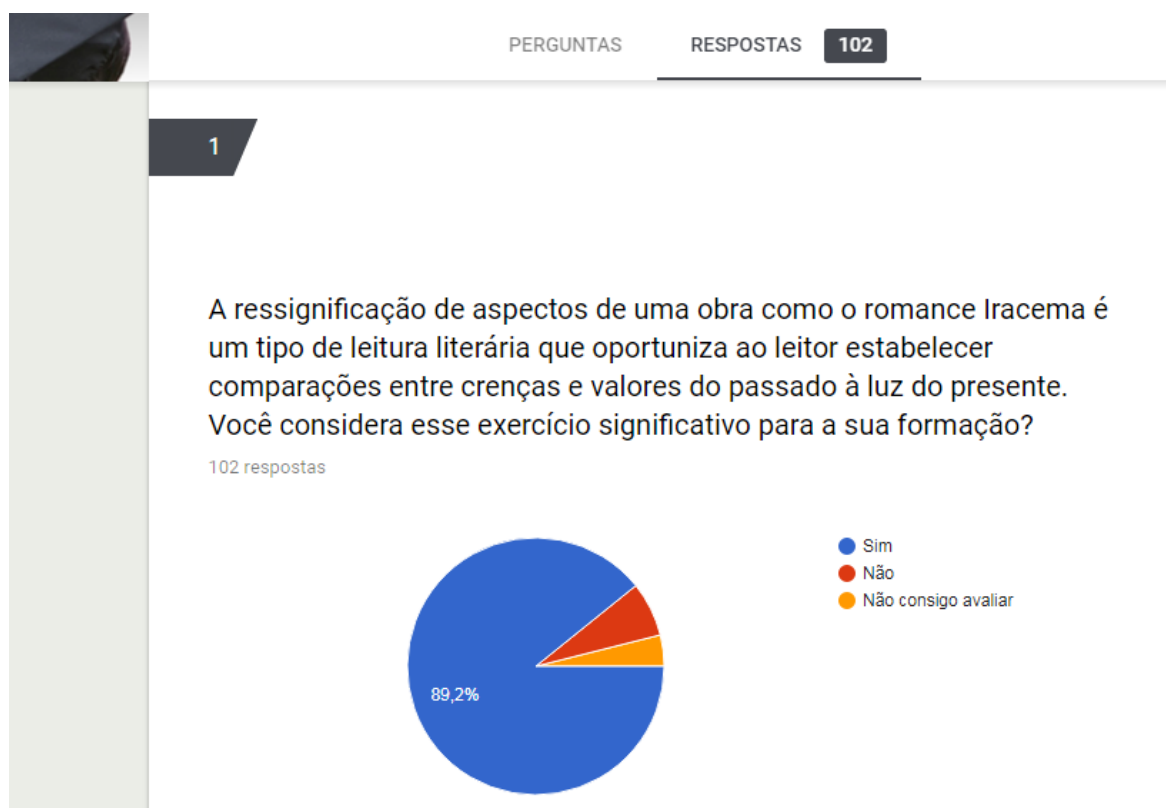 PERGUNTAS RESPOSTAS 102
1
A ressignificação de aspectos de uma obra como o romance Iracema é
um tipo de leitura literária que oportuniza ao leitor estabelecer
comparações entre crenças e valores do passado à luz do presente.
Você considera esse exercício significativo para a sua formação?
102 respostas
Sim
Não
Não consigo avaliar
89,2%